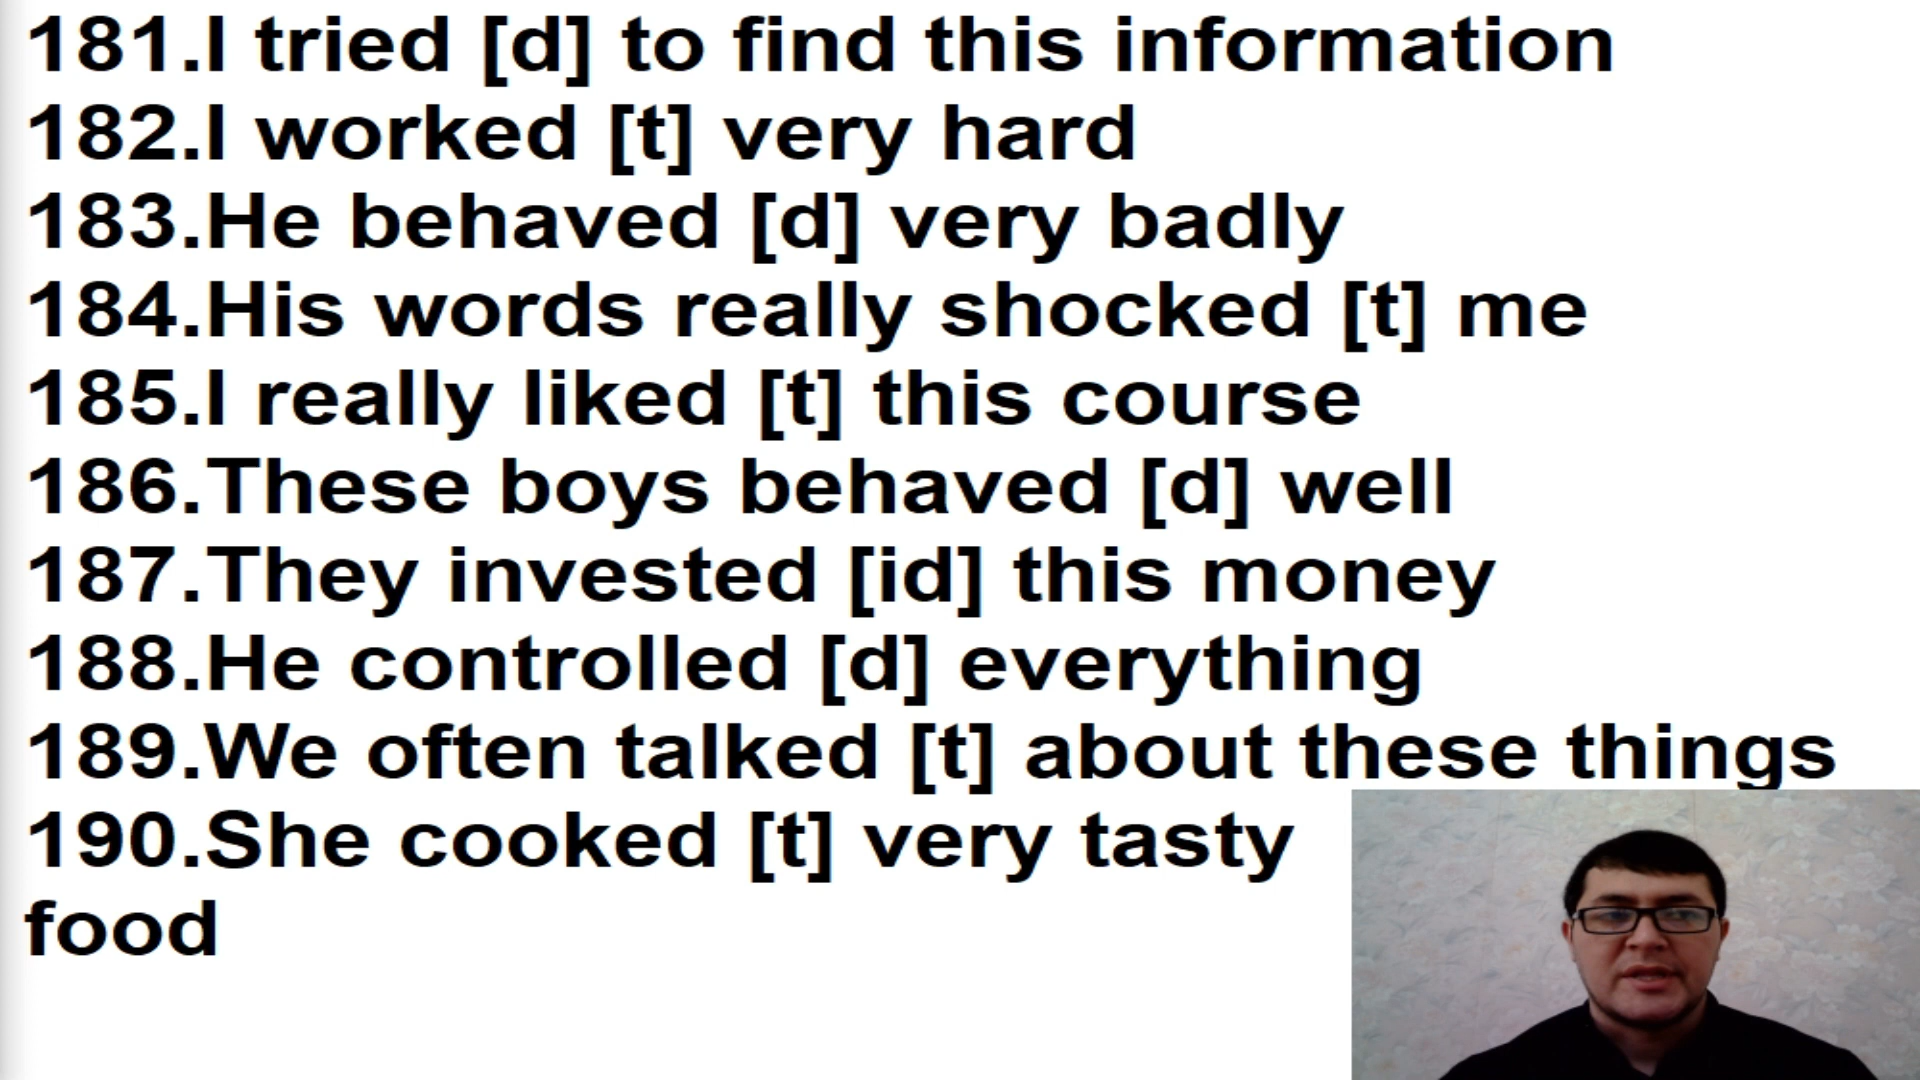 181.I tried [d] to find this information
182.I worked [t] very hard
183.He behaved [d] very badly
184.His words really shocked [t] me
185.I really liked [t] this course
186.These boys behaved [d] well
187.They invested [id] this money
188.He controlled [d] everything
189.We often talked [t] about these things
190.She cooked [t] very tasty
food